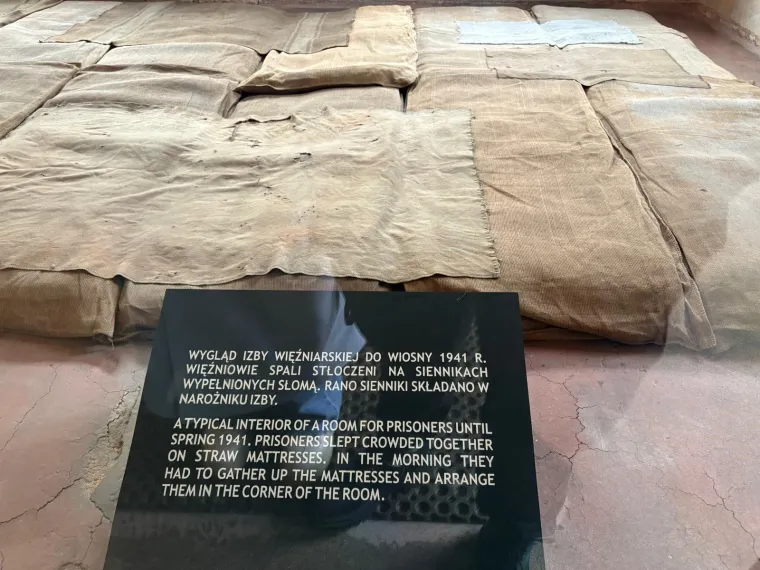 WYGLĄD IZBY WIĘŹNIARSKIEJ DO WIOSNY 1941 R.
WIĘŹNIOWIE SPALI STŁOCZENI NA SIENNIKACH
WYPEŁNIONYCH SŁOMĄ. RANO SIENNIKI SKŁADANO W
NAROŻNIKU IZBY.
A TYPICAL INTERIOR OF A ROOM FOR PRISONERS UNTIL
SPRING 1941. PRISONERS SLEPT CROWDED TOGETHER
ON STRAW MATTRESSES. IN THE MORNING THEY
HAD TO GATHER UP THE MATTRESSES AND ARRANGE
THEM IN THE CORNER OF THE ROOM.